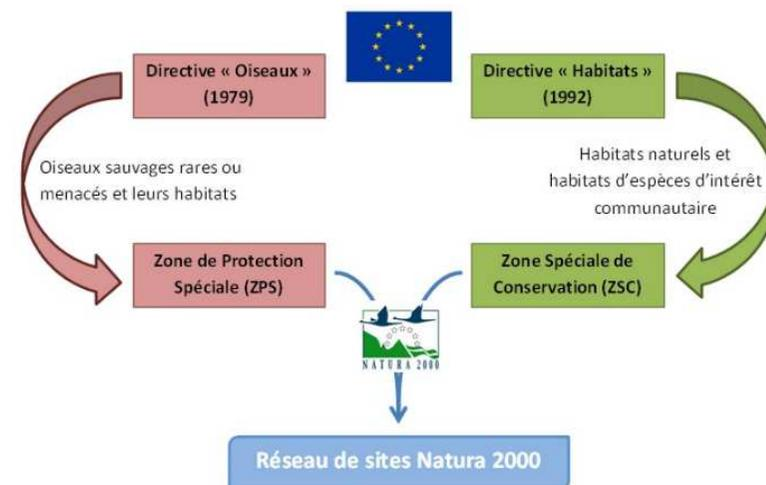 Directive « Oiseaux »
(1979)
Directive « Habitats »
(1992)
Oiseaux sauvages rares ou
menacés et leurs habitats
Habitats naturels et
habitats d’espèces d’intérêt
communautaire
Zone de Protection
Spéciale (ZPS)
Zone Spéciale de
Conservation (ZSC)
NATURA 2000
Réseau de sites Natura 2000